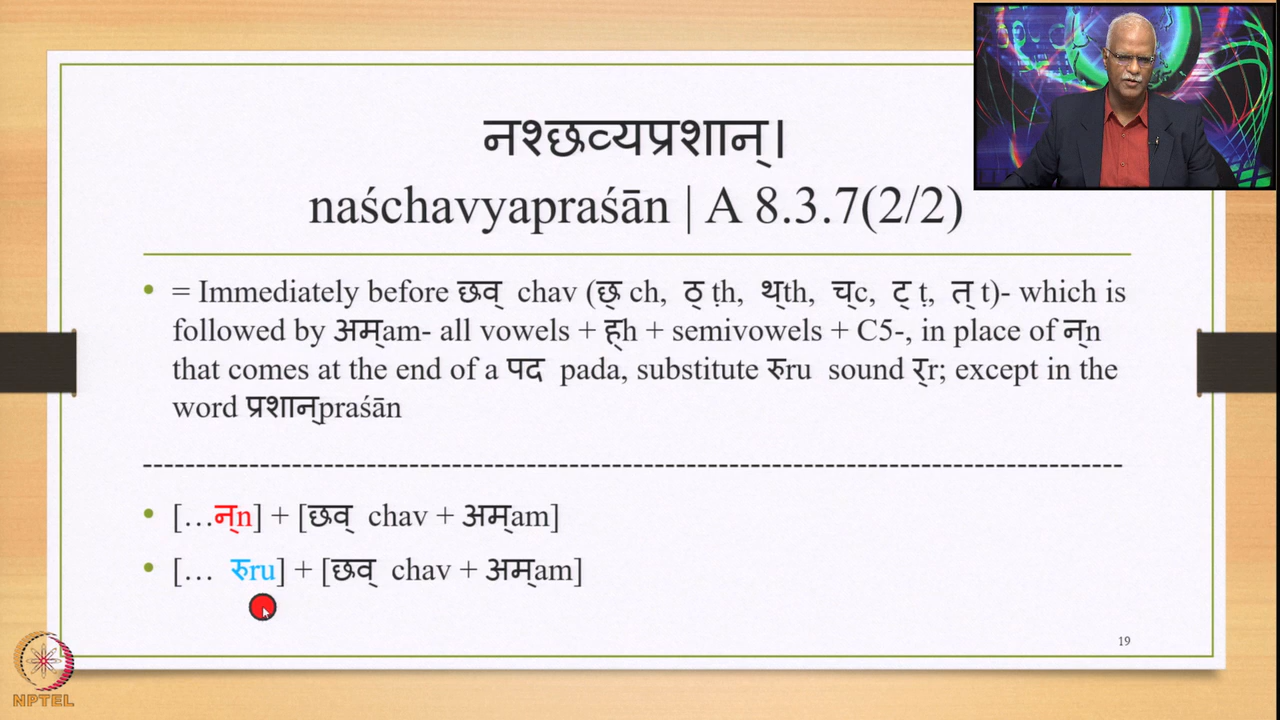 नश्छव्यप्रशान्।
naśchavyapraśān | A 8.3.7(2/2)
• = Immediately before छव् chav (छ् ch, ठ् ṭh, थ्th, च्c, ट् ṭ, त् t)- which is
followed by अम्am- all vowels + ह्h + semivowels + C5-, in place of न्n
that comes at the end of a पद pada, substitute रुru sound र्r; except in the
word प्रशान्praśān
--------------------------------------------------------------------------------------------
• [...न्n] + [छव् chav + अम्am]
• [... रुru] + [छव् chav + अम्am]
19
NPTEL